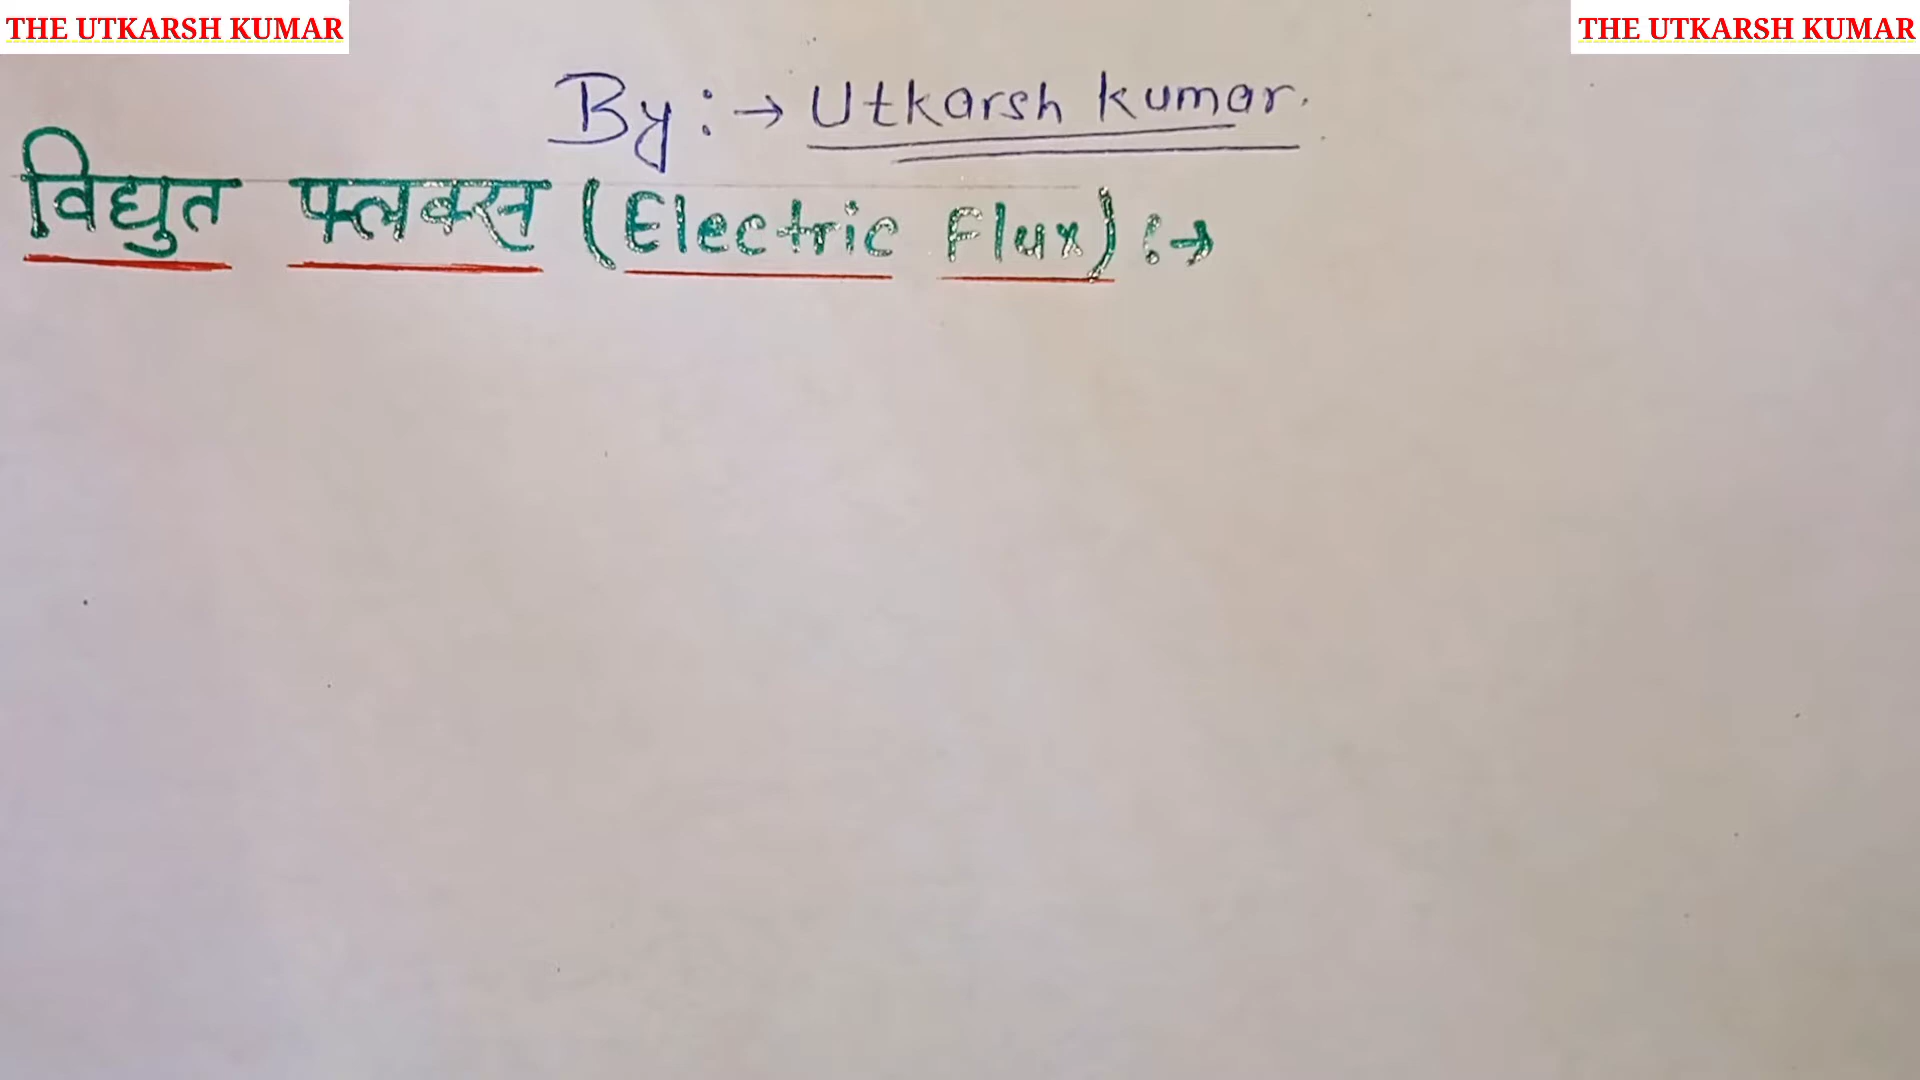 THE UTKARSH KUMAR THE UTKARSH KUMAR
By:→ Utkarsh kumar.
विद्युत फ्लक्स (Electric Flux) :→